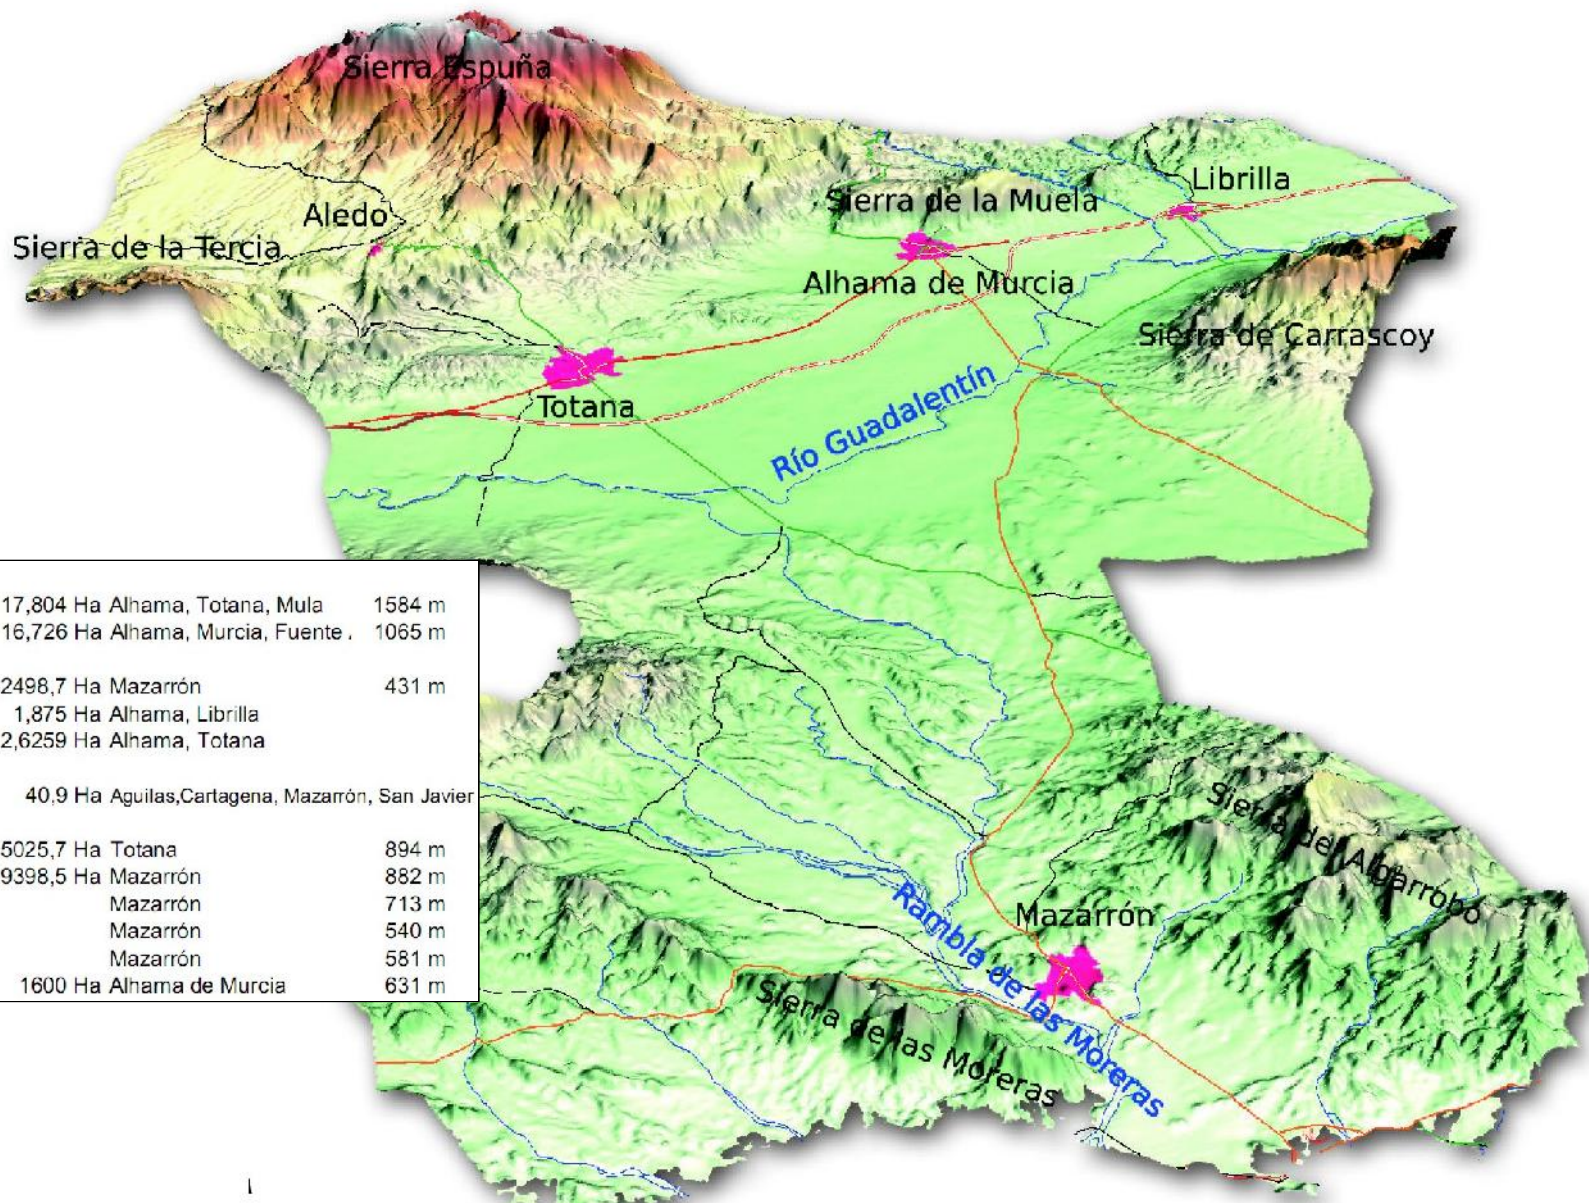 Sierra Espuña
Librilla
Sierra de la Muela
Aledo
Sierra de la Tercia
Alhama de Murcia
Sierra de Carrascoy
Totana
Río Guadalentín
17,804 Ha Alhama, Totana, Mula 1584 m
16,726 Ha Alhama, Murcia, Fuente 1065 m
2498,7 Ha Mazarrón 431 m
1,875 Ha Alhama, Librilla
2,6259 Ha Alhama, Totana
40,9 Ha Aguilas,Cartagena, Mazarrón, San Javier
5025,7 Ha Totana 894 m
9398,5 Ha Mazarrón 882 m
Mazarrón 713 m
Mazarrón 540 m
Mazarrón 581 m
1600 Ha Alhama de Murcia 631 m
Sierra del Algarrobo
Mazarrón
Rambla de las Moreras
Sierra de las Moreras